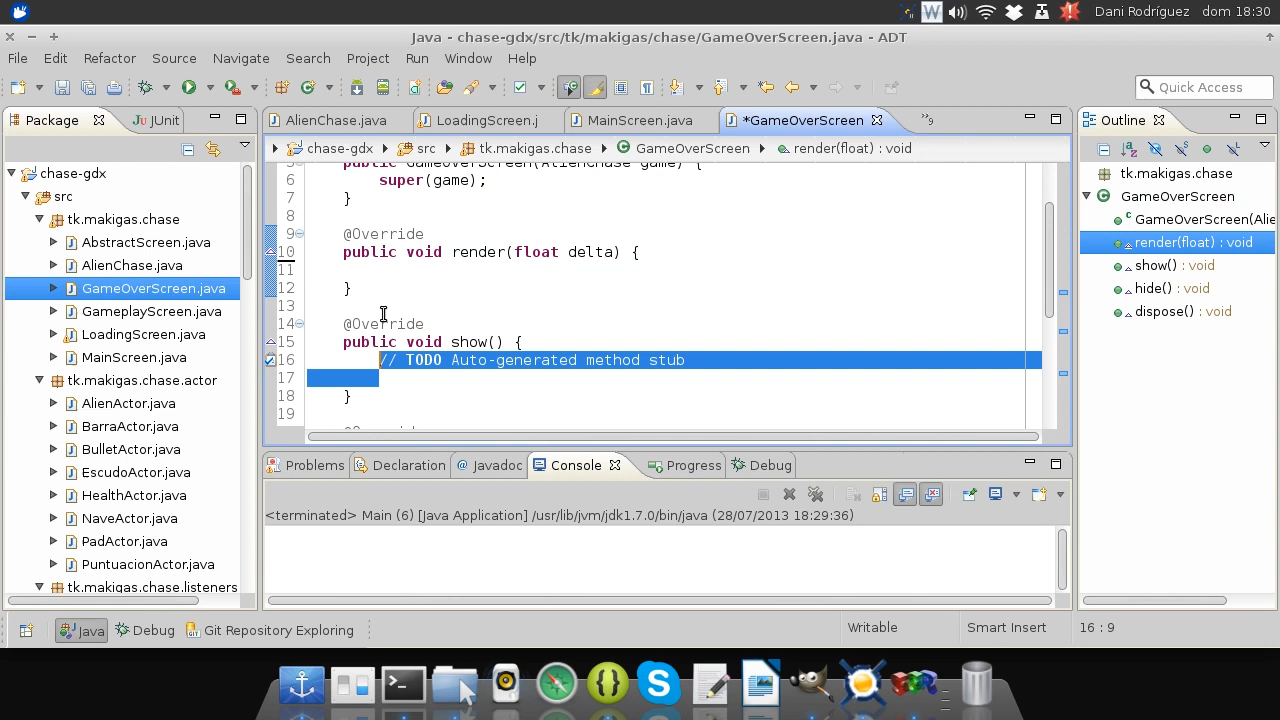 Dani Rodríguez dom 18:30
Java - chase-gdx/src/tk/makigas/chase/GameOverScreen.java - ADT
File Edit Refactor Source Navigate Search Project Run Window Help
Quick Access
Package JUnit
chase-gdx
src
tk.makigas.chase
AbstractScreen.java
AlienChase.java
GameOverScreen.java
GameplayScreen.java
LoadingScreen.java
MainScreen.java
tk.makigas.chase.actor
AlienActor.java
BarraActor.java
BulletActor.java
EscudoActor.java
HealthActor.java
NaveActor.java
PadActor.java
PuntuacionActor.java
tk.makigas.chase.listeners
AlienChase.java LoadingScreen.j MainScreen.java *GameOverScreen »9
chase-gdx src tk.makigas.chase GameOverScreen render(float) : void
5 public GameOverScreen(AlienChase game) {
6 super(game);
7 }
8
9 @Override
10 public void render(float delta) {
11
12 }
13
14 @Override
15 public void show() {
16 // TODO Auto-generated method stub
17
18 }
19
@Override
Problems Declaration Javadoc Console Progress Debug
<terminated> Main (6) [Java Application] /usr/lib/jvm/jdk1.7.0/bin/java (28/07/2013 18:29:36)
Outline
tk.makigas.chase
GameOverScreen
GameOverScreen(Alie
render(float) : void
show() : void
hide() : void
dispose() : void
Java Debug Git Repository Exploring
Writable Smart Insert 16 : 9